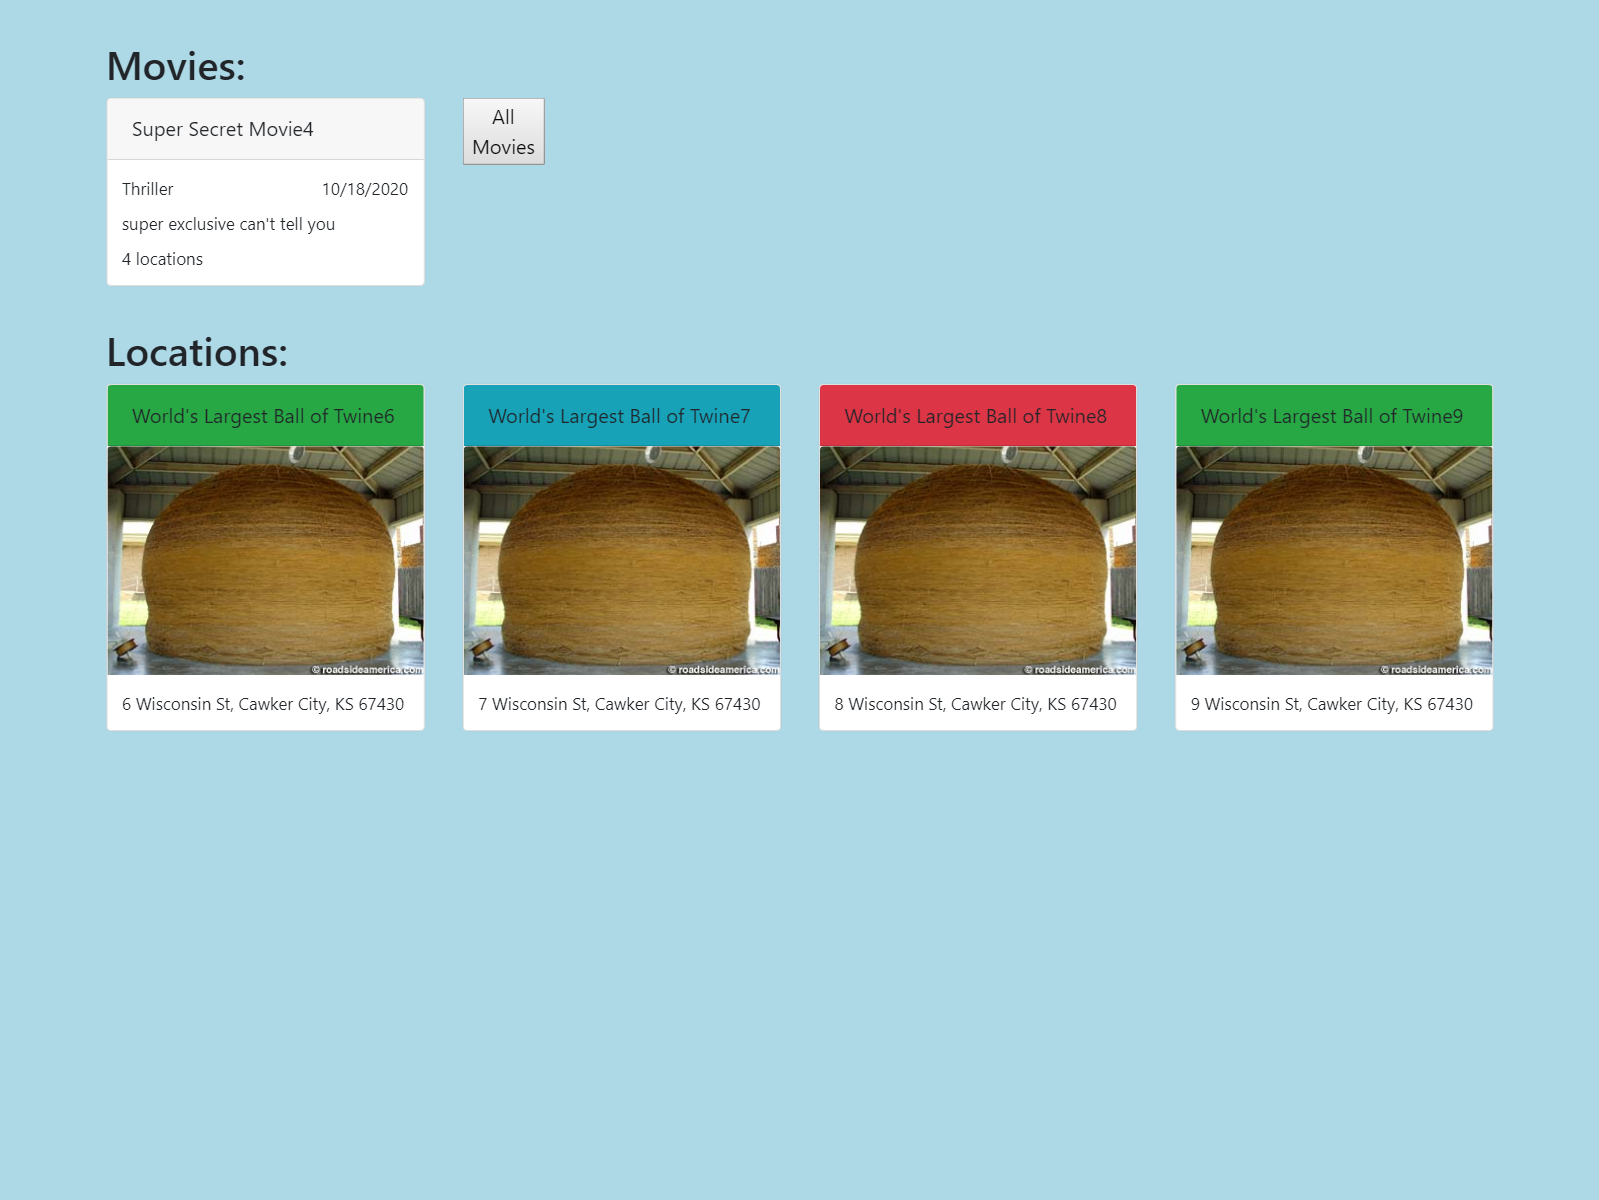 Movies:
Super Secret Movie4
All
Movies
Thriller 10/18/2020
super exclusive can't tell you
4 locations
Locations:
World's Largest Ball of Twine6
World's Largest Ball of Twine7
World's Largest Ball of Twine8
World's Largest Ball of Twine9
© roadsideamerica.com
© roadsideamerica.com
© roadsideamerica.com
© roadsideamerica.com
6 Wisconsin St, Cawker City, KS 67430
7 Wisconsin St, Cawker City, KS 67430
8 Wisconsin St, Cawker City, KS 67430
9 Wisconsin St, Cawker City, KS 67430